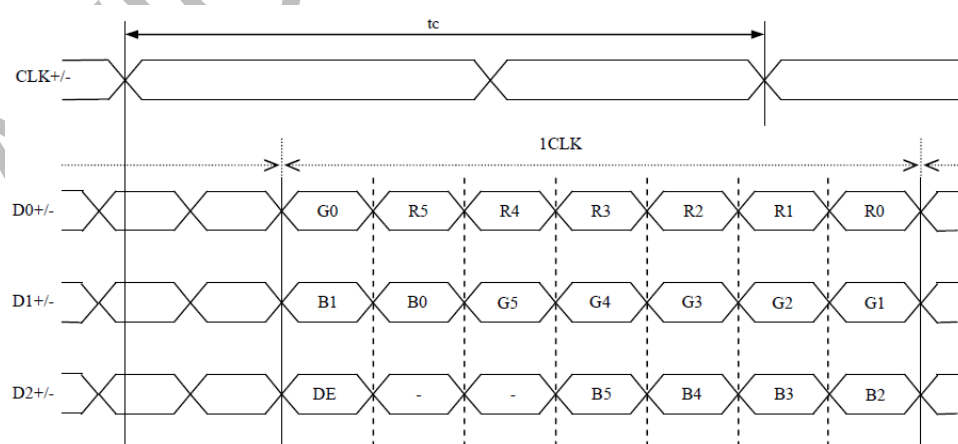 tc
CLK+/-
1CLK
D0+/- G0 R5 R4 R3 R2 R1 R0
D1+/- B1 B0 G5 G4 G3 G2 G1
D2+/- DE - - B5 B4 B3 B2